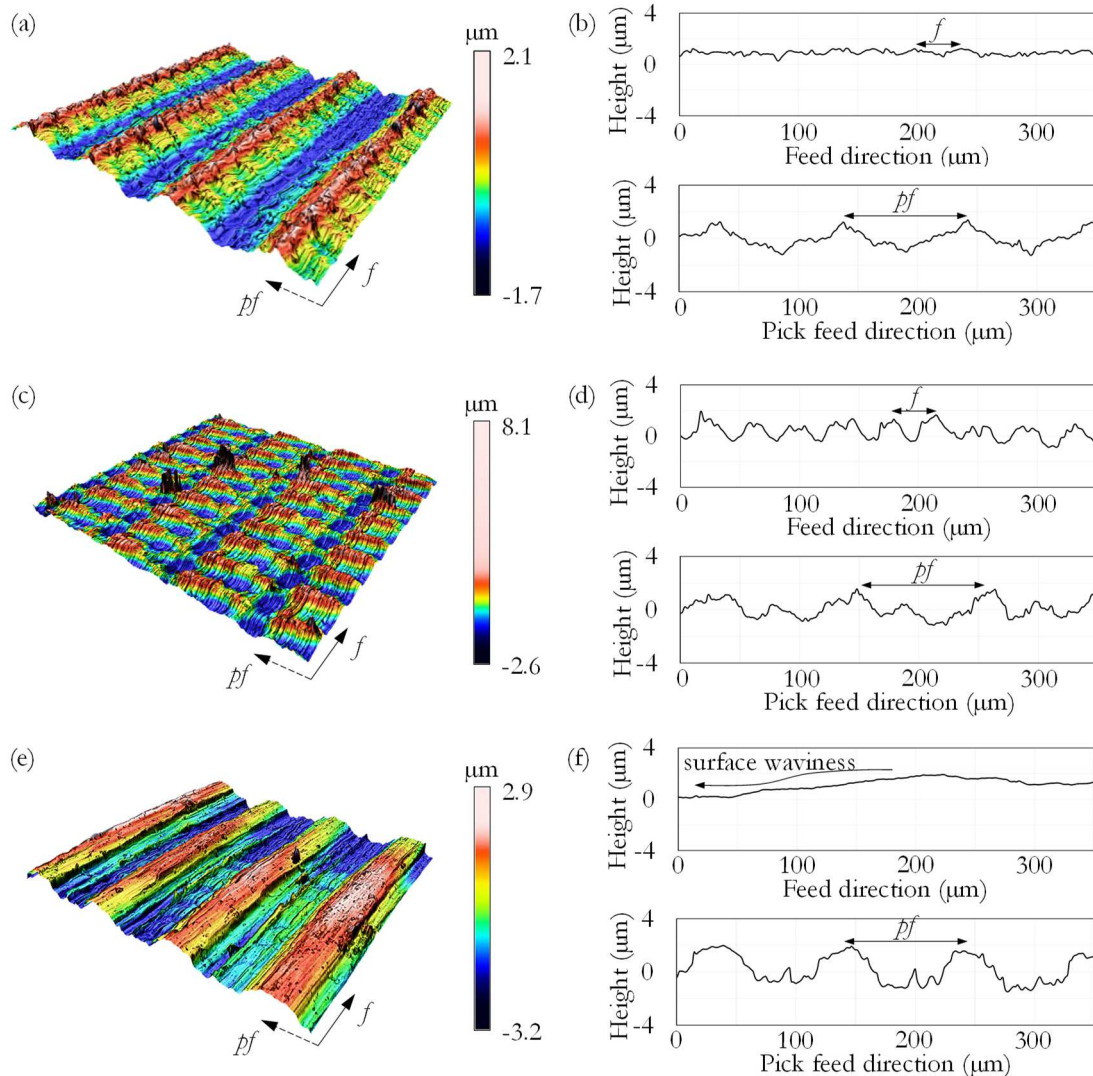 (a)
μm
2.1
-1.7
pf
f
(b)
Height (μm)
4
0
-4
f
0 100 200 300
Feed direction (μm)
Height (μm)
4
0
-4
pf
0 100 200 300
Pick feed direction (μm)
(c)
μm
8.1
-2.6
pf
f
(d)
Height (μm)
4
0
-4
f
0 100 200 300
Feed direction (μm)
Height (μm)
4
0
-4
pf
0 100 200 300
Pick feed direction (μm)
(e)
μm
2.9
-3.2
pf
f
(f)
Height (μm)
4
0
-4
surface waviness
0 100 200 300
Feed direction (μm)
Height (μm)
4
0
-4
pf
0 100 200 300
Pick feed direction (μm)